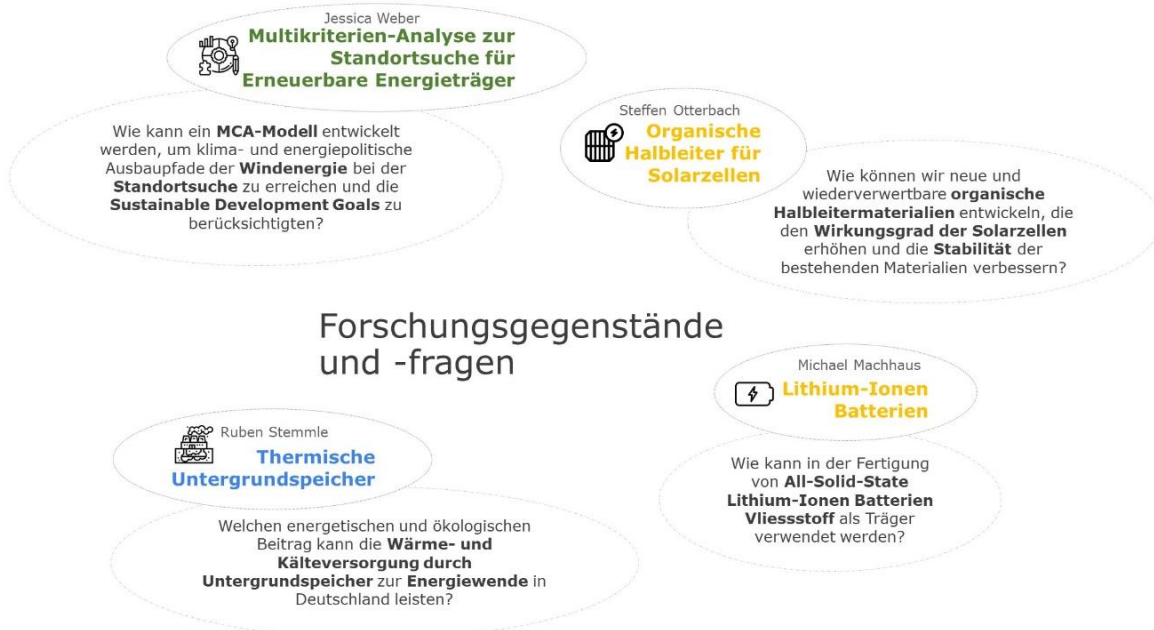 Jessica Weber
Multikriterien-Analyse zur
Standortsuche für
Erneuerbare Energieträger
Wie kann ein MCA-Modell entwickelt
werden, um klima- und energiepolitische
Ausbaupfade der Windenergie bei der
Standortsuche zu erreichen und die
Sustainable Development Goals zu
berücksichtigten?
Steffen Otterbach
Organische
Halbleiter für
Solarzellen
Wie können wir neue und
wiederverwertbare organische
Halbleitermaterialien entwickeln, die
den Wirkungsgrad der Solarzellen
erhöhen und die Stabilität der
bestehenden Materialien verbessern?
Forschungsgegenstände
und -fragen
Michael Machhaus
Lithium-Ionen
Batterien
Wie kann in der Fertigung
von All-Solid-State
Lithium-Ionen Batterien
Vliessstoff als Träger
verwendet werden?
Ruben Stemmle
Thermische
Untergrundspeicher
Welchen energetischen und ökologischen
Beitrag kann die Wärme- und
Kälteversorgung durch
Untergrundspeicher zur Energiewende in
Deutschland leisten?